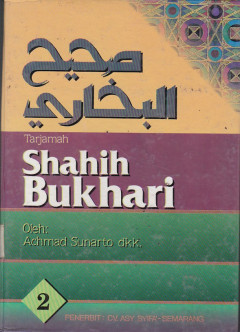 صحيح
البخاري
Tarjamah
Shahih
Bukhari
Oleh:
Achmad Sunarto dkk.
2
PENERBIT : CV. ASY SYIFA' - SEMARANG